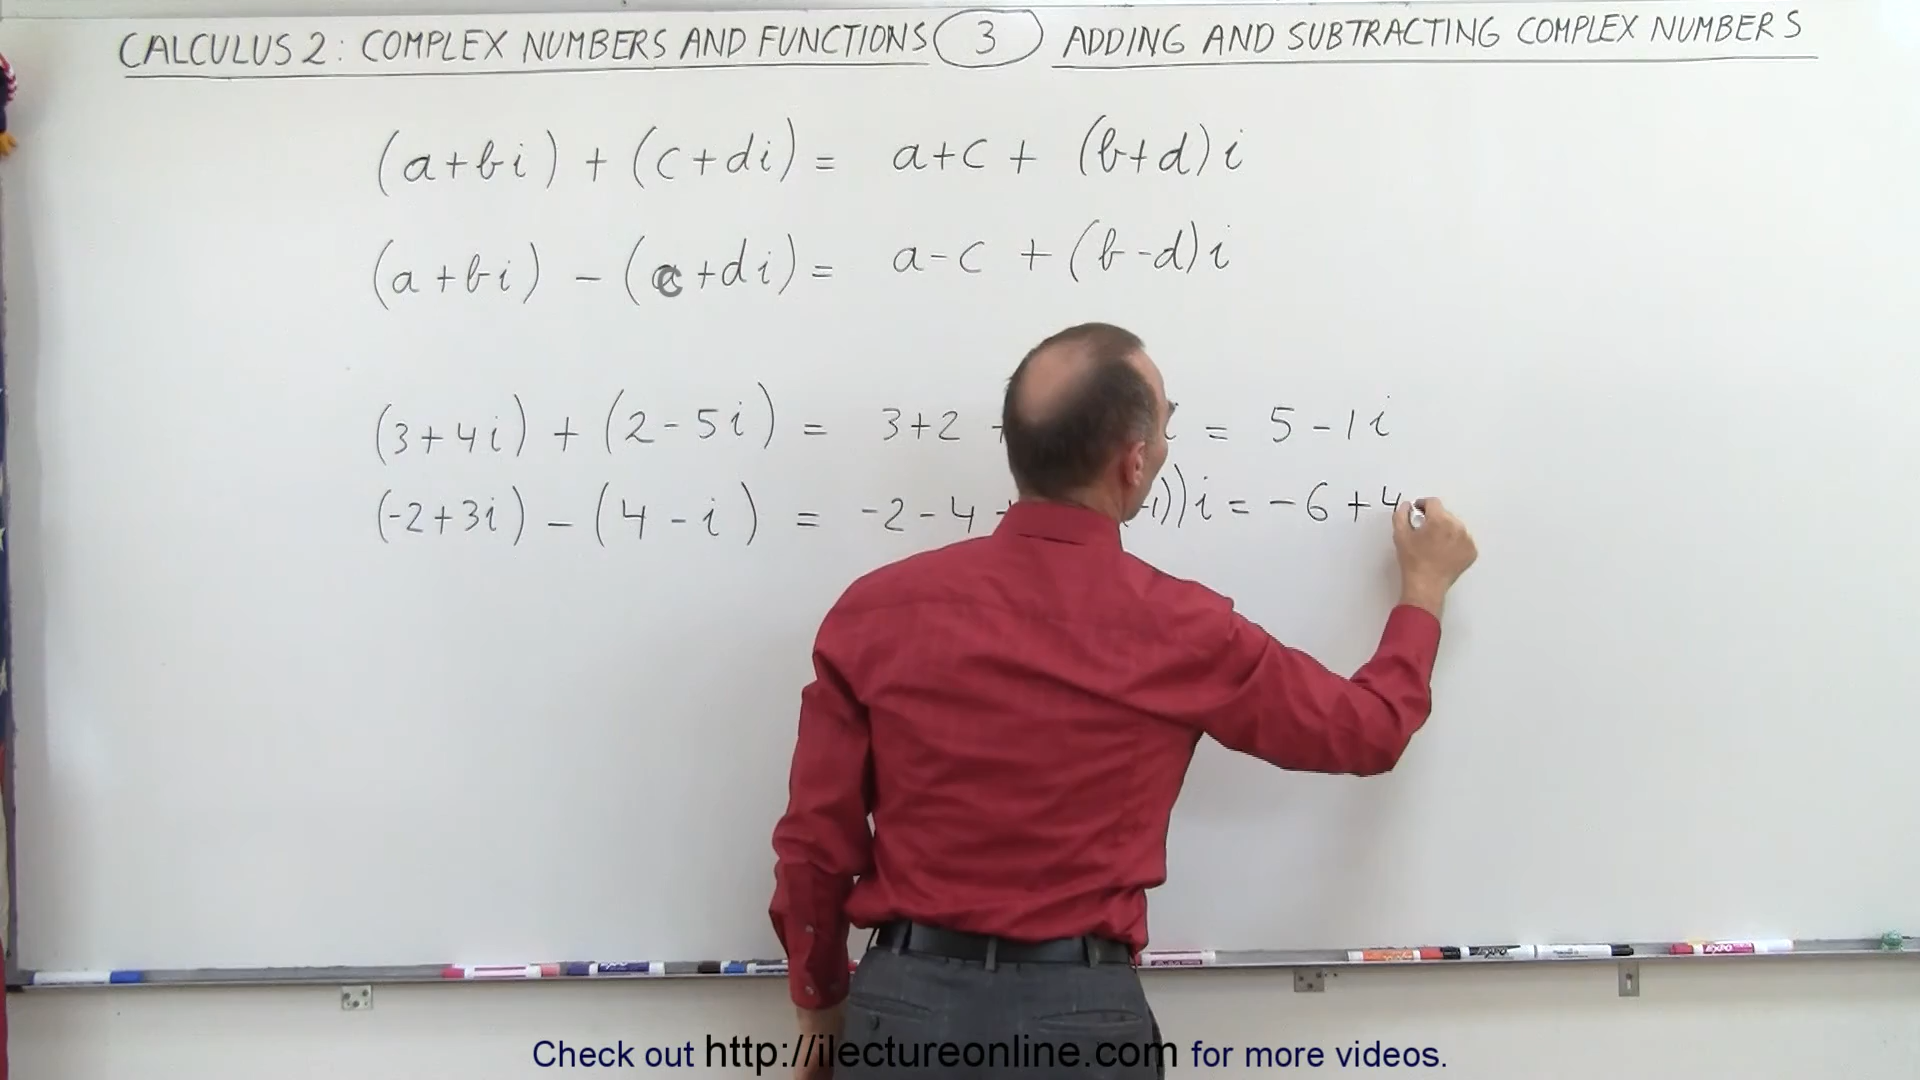 CALCULUS 2: COMPLEX NUMBERS AND FUNCTIONS 3 ADDING AND SUBTRACTING COMPLEX NUMBERS
(a+bi) + (c+di) = a+c + (b+d)i
(a+bi) - (c+di) = a-c + (b-d)i
(3+4i) + (2-5i) = 3+2 + i = 5-1i
(-2+3i) - (4-i) = -2-4 -1))i = -6+4
EXPO
Check out http://ilectureonline.com for more videos.